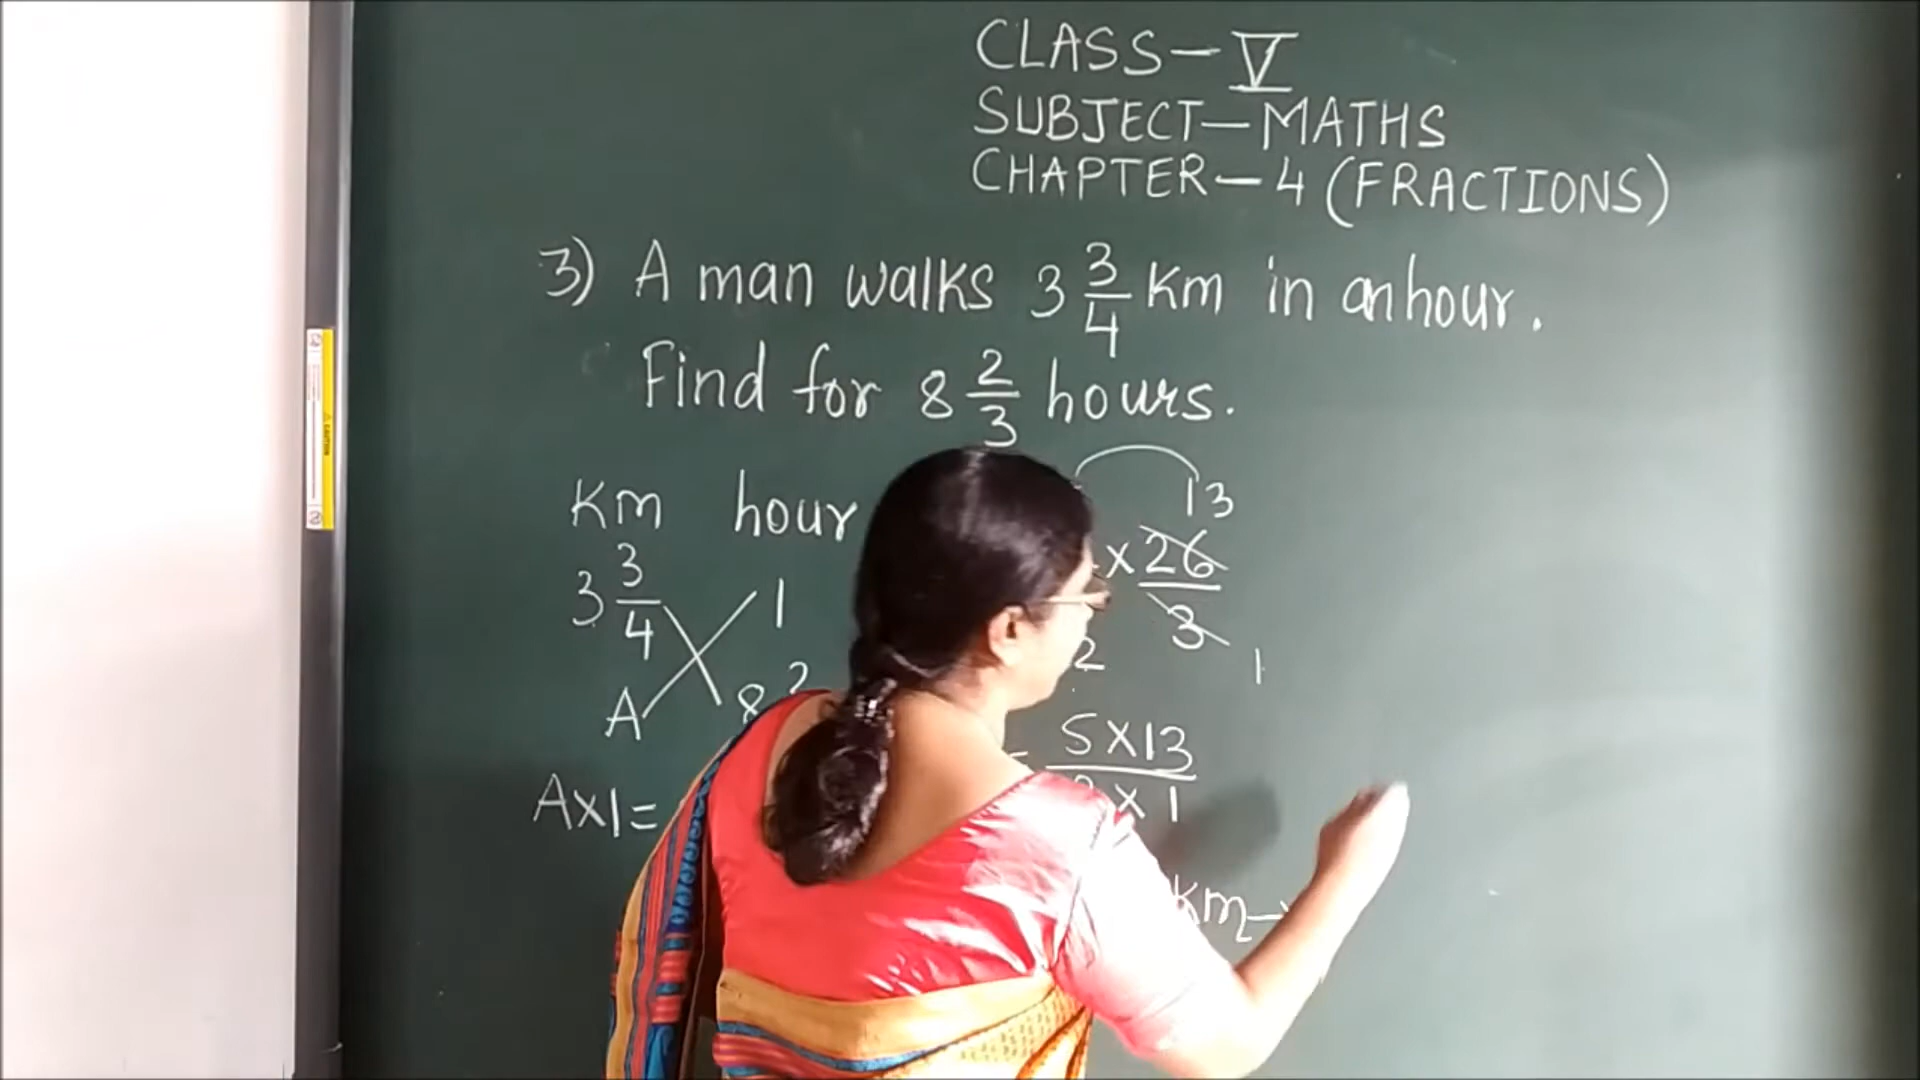 CLASS — V
SUBJECT — MATHS
CHAPTER — 4 (FRACTIONS)
3) A man walks 3 3/4 Km in an hour.
Find for 8 2/3 hours.
Km hour
3 3/4 1
A 8 2
A×1=
13
× 26/3
2 1
= 5×13
× 1
Km →
CAUTION